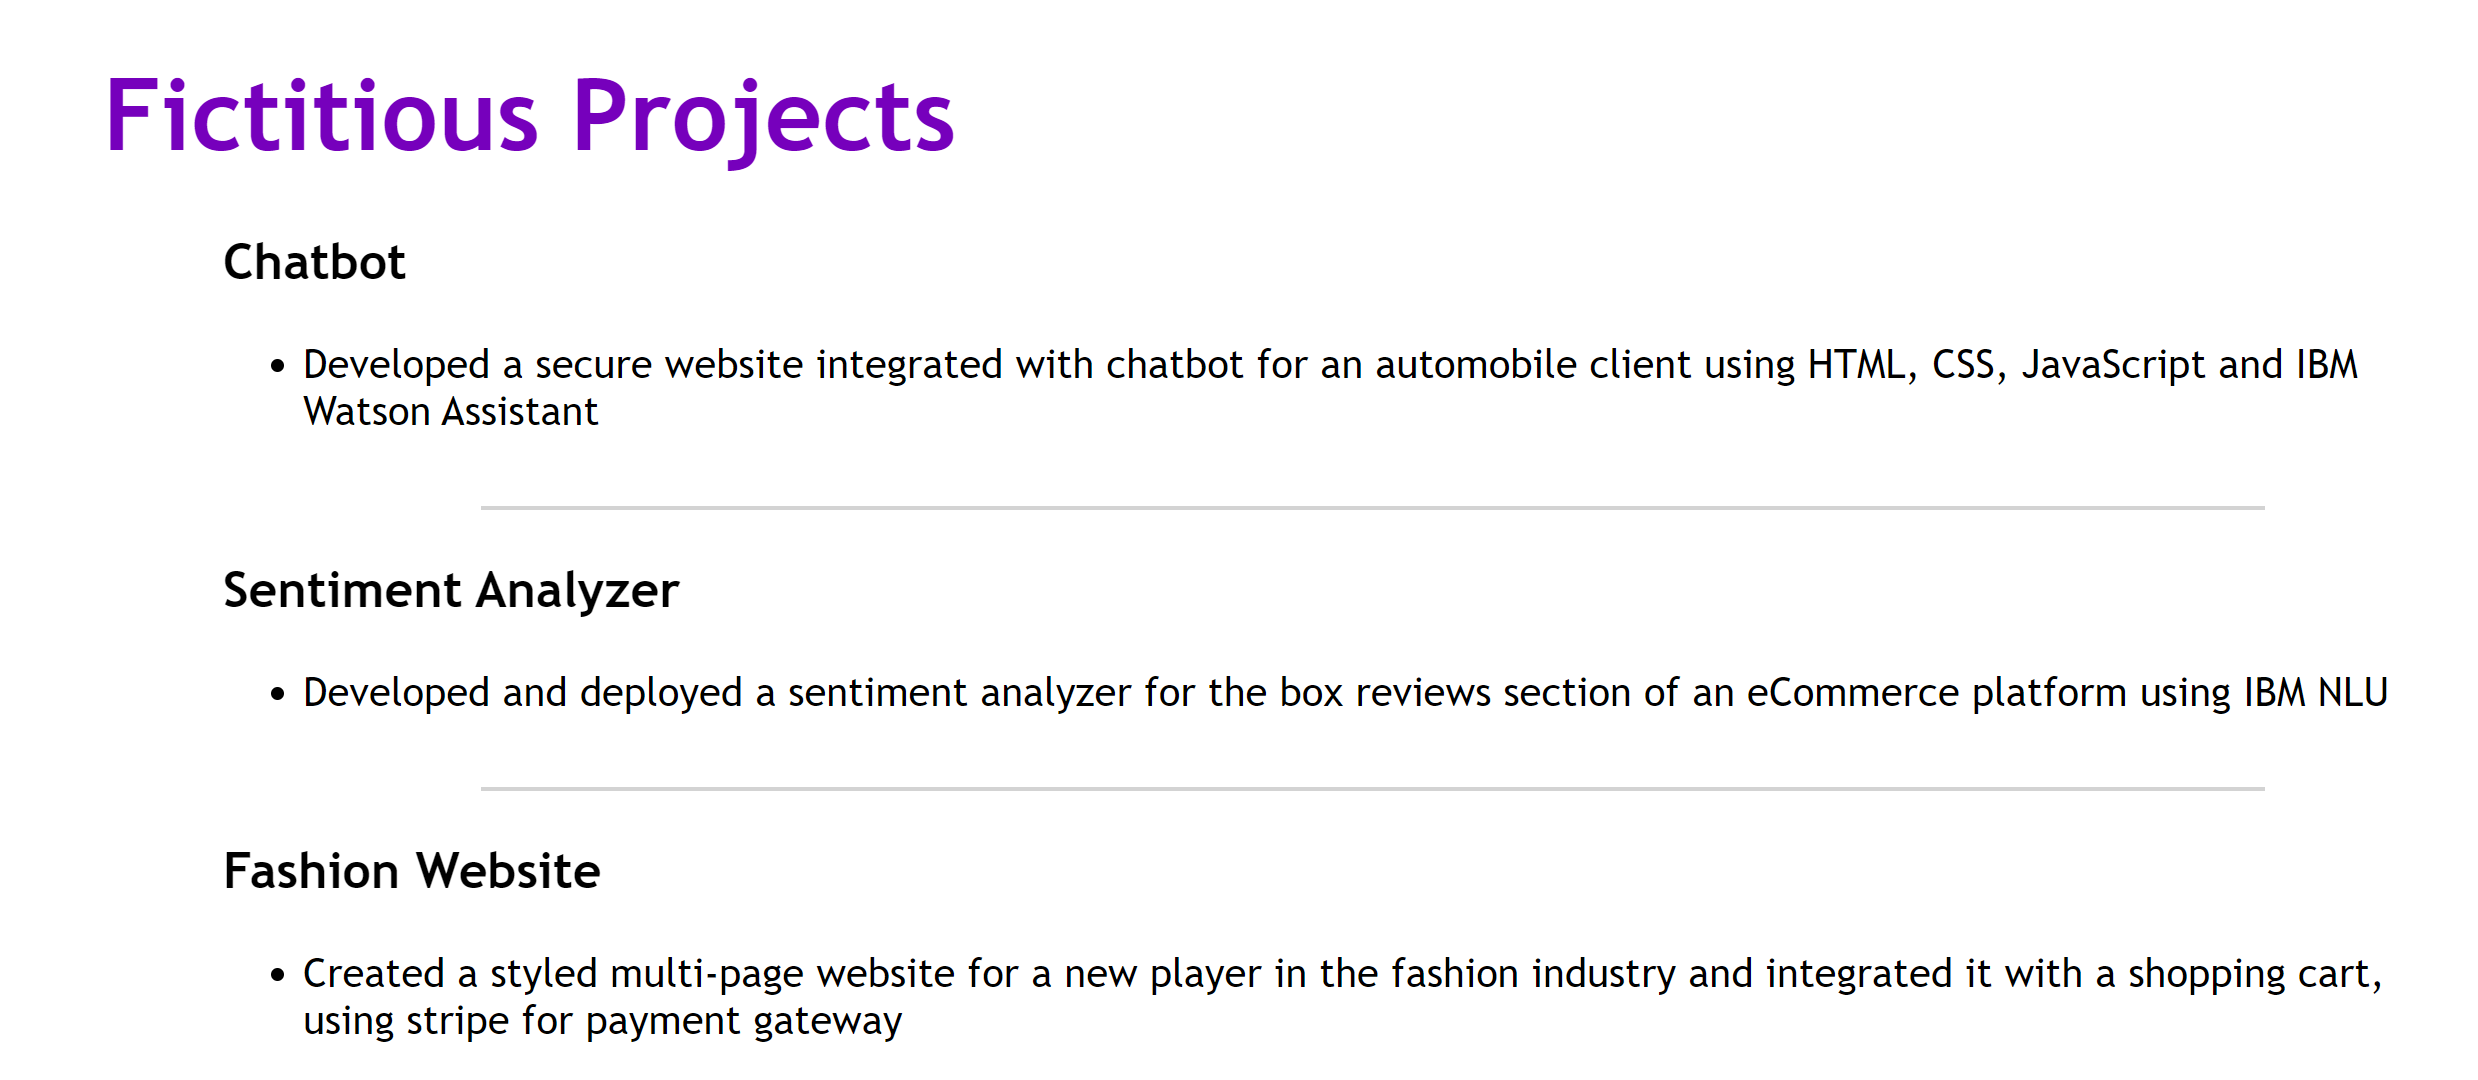 Fictitious Projects
Chatbot
• Developed a secure website integrated with chatbot for an automobile client using HTML, CSS, JavaScript and IBM
Watson Assistant
Sentiment Analyzer
• Developed and deployed a sentiment analyzer for the box reviews section of an eCommerce platform using IBM NLU
Fashion Website
• Created a styled multi-page website for a new player in the fashion industry and integrated it with a shopping cart,
using stripe for payment gateway